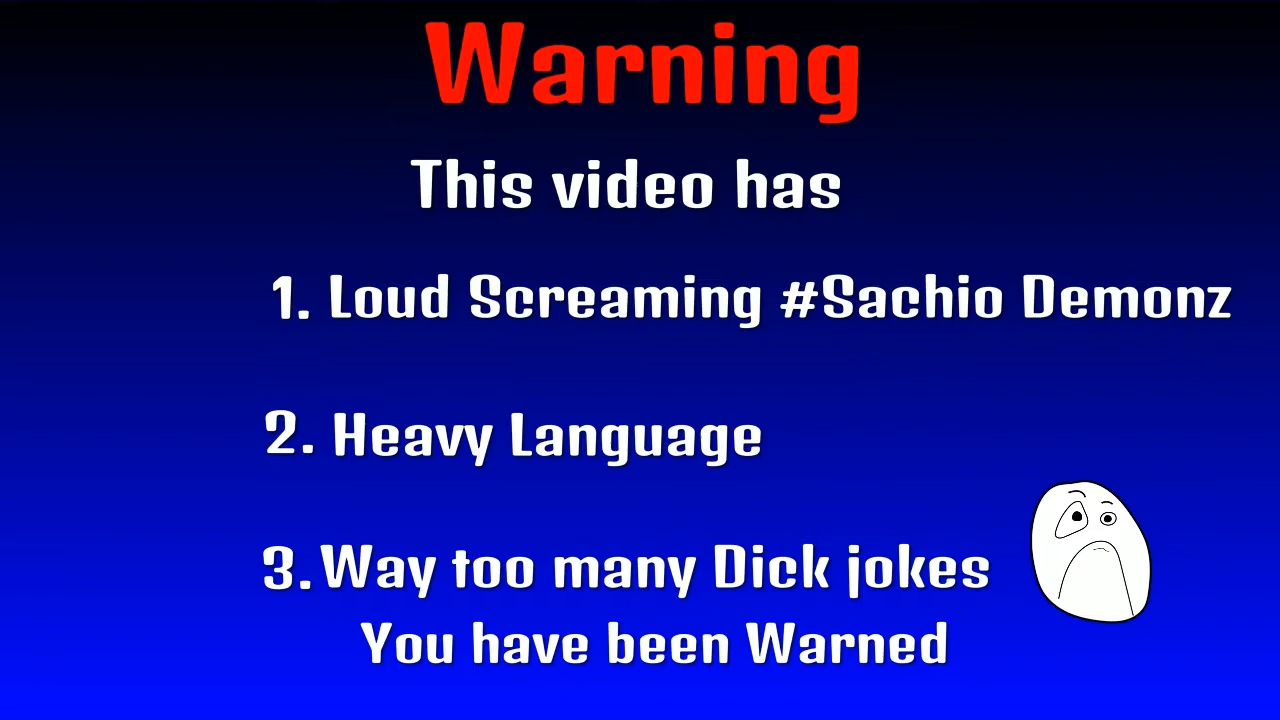 Warning
This video has
1. Loud Screaming #Sachio Demonz
2. Heavy Language
3. Way too many Dick jokes
You have been Warned